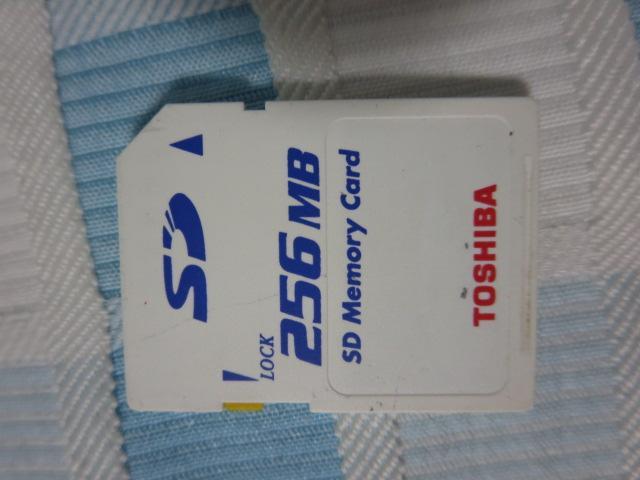 SD
LOCK
256MB
SD Memory Card
TOSHIBA